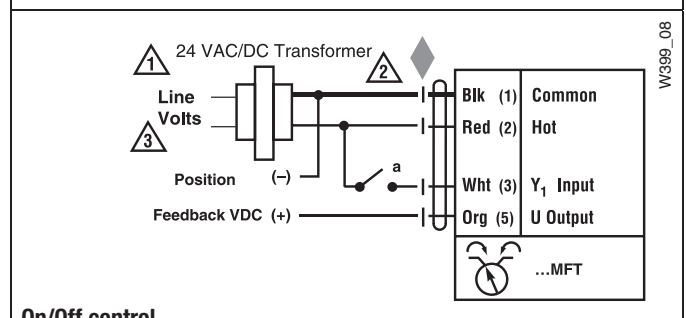 W399_08
1 24 VAC/DC Transformer 2
Line
Volts
3
Blk (1) Common
Red (2) Hot
a
Position (–)
Wht (3) Y₁ Input
Feedback VDC (+)
Org (5) U Output
...MFT
On/Off control